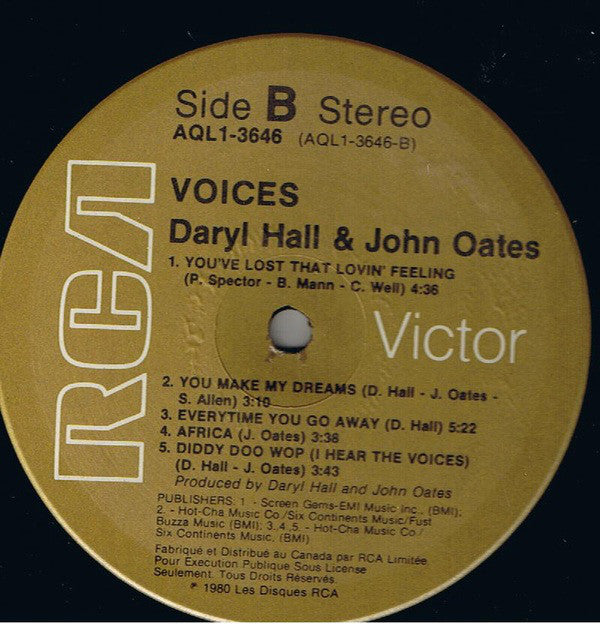 Side B Stereo
AQL1-3646 (AQL1-3646-B)
RCA
VOICES
Daryl Hall & John Oates
1. YOU'VE LOST THAT LOVIN' FEELING
(P. Spector - B. Mann - C. Well) 4:36
Victor
2. YOU MAKE MY DREAMS (D. Hall - J. Oates -
S. Allen) 3:10
3. EVERYTIME YOU GO AWAY (D. Hall) 5:22
4. AFRICA (J. Oates) 3:36
5. DIDDY DOO WOP (I HEAR THE VOICES)
(D. Hall - J. Oates) 3:43
Produced by Daryl Hall and John Oates
PUBLISHERS: 1 - Screen Gems-EMI Music Inc., (BMI);
2. - Hot-Cha Music Co./Six Continents Music/Fust
Buzza Music (BMI); 3,.4,.5. - Hot-Cha Music Co./
Six Continents Music, (BMI)
Fabriqué et Distribué au Canada par RCA Limitée.
Pour Execution Publique Sous License
Seulement. Tous Droits Réservés.
℗ 1980 Les Disques RCA